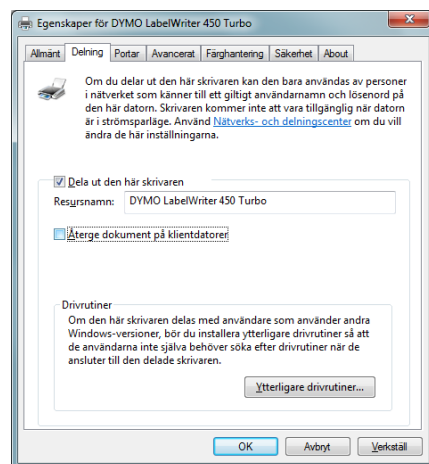 Egenskaper för DYMO LabelWriter 450 Turbo
Allmänt Delning Portar Avancerat Färghantering Säkerhet About
Om du delar ut den här skrivaren kan den bara användas av personer
i nätverket som känner till ett giltigt användarnamn och lösenord på
den här datorn. Skrivaren kommer inte att vara tillgänglig när datorn
är i strömsparläge. Använd Nätverks- och delningscenter om du vill
ändra de här inställningarna.
Dela ut den här skrivaren
Resursnamn: DYMO LabelWriter 450 Turbo
Återge dokument på klientdatorer
Drivrutiner
Om den här skrivaren delas med användare som använder andra
Windows-versioner, bör du installera ytterligare drivrutiner så att
de användarna inte själva behöver söka efter drivrutiner när de
ansluter till den delade skrivaren.
Ytterligare drivrutiner...
OK Avbryt Verkställ